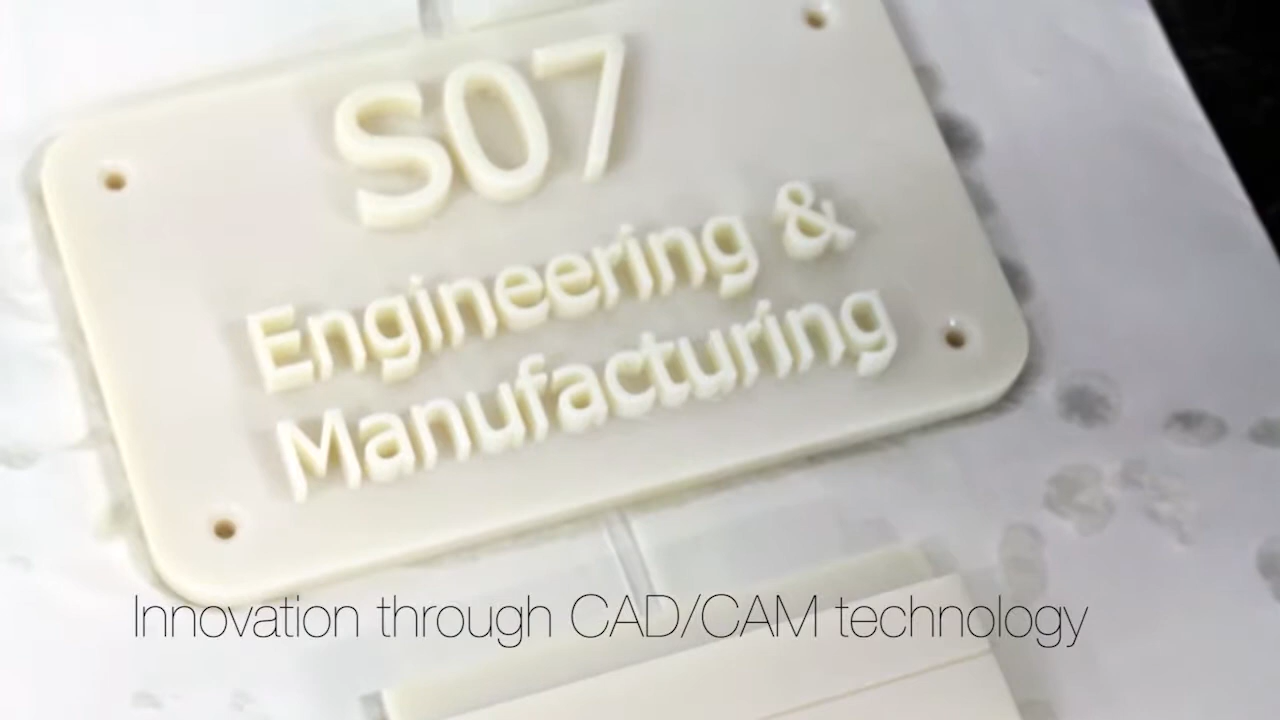 S07
Engineering &
Manufacturing
Innovation through CAD/CAM technology